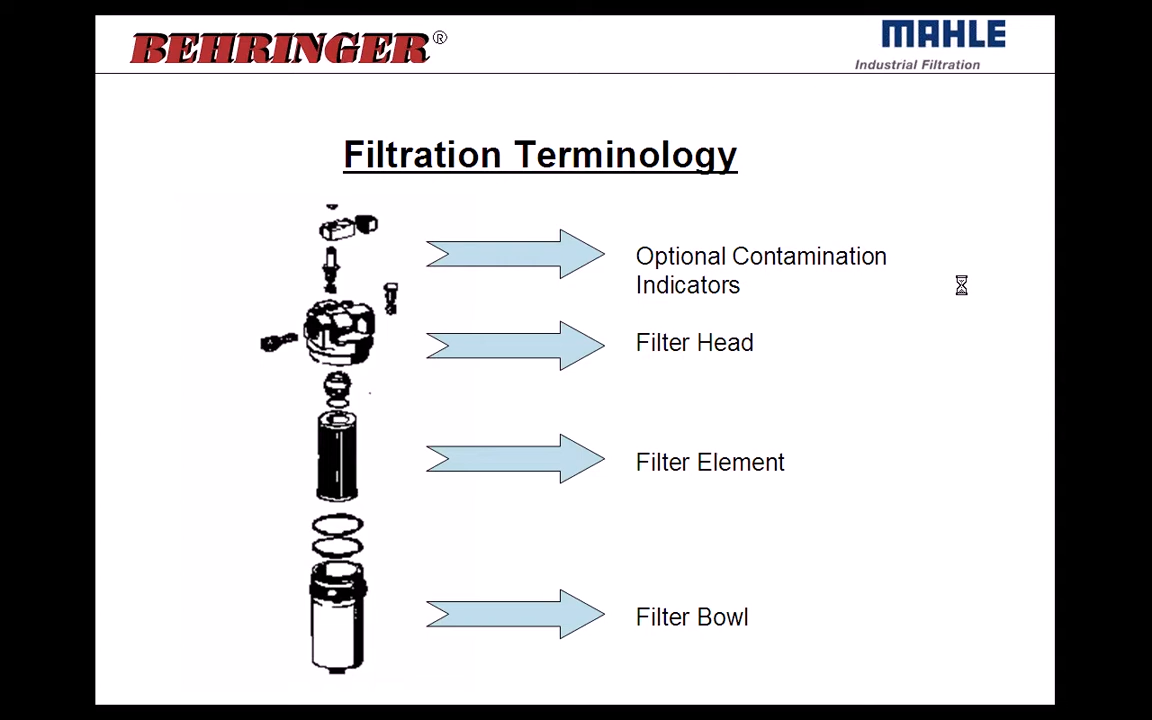 BEHRINGER®
MAHLE
Industrial Filtration
Filtration Terminology
Optional Contamination
Indicators
Filter Head
Filter Element
Filter Bowl